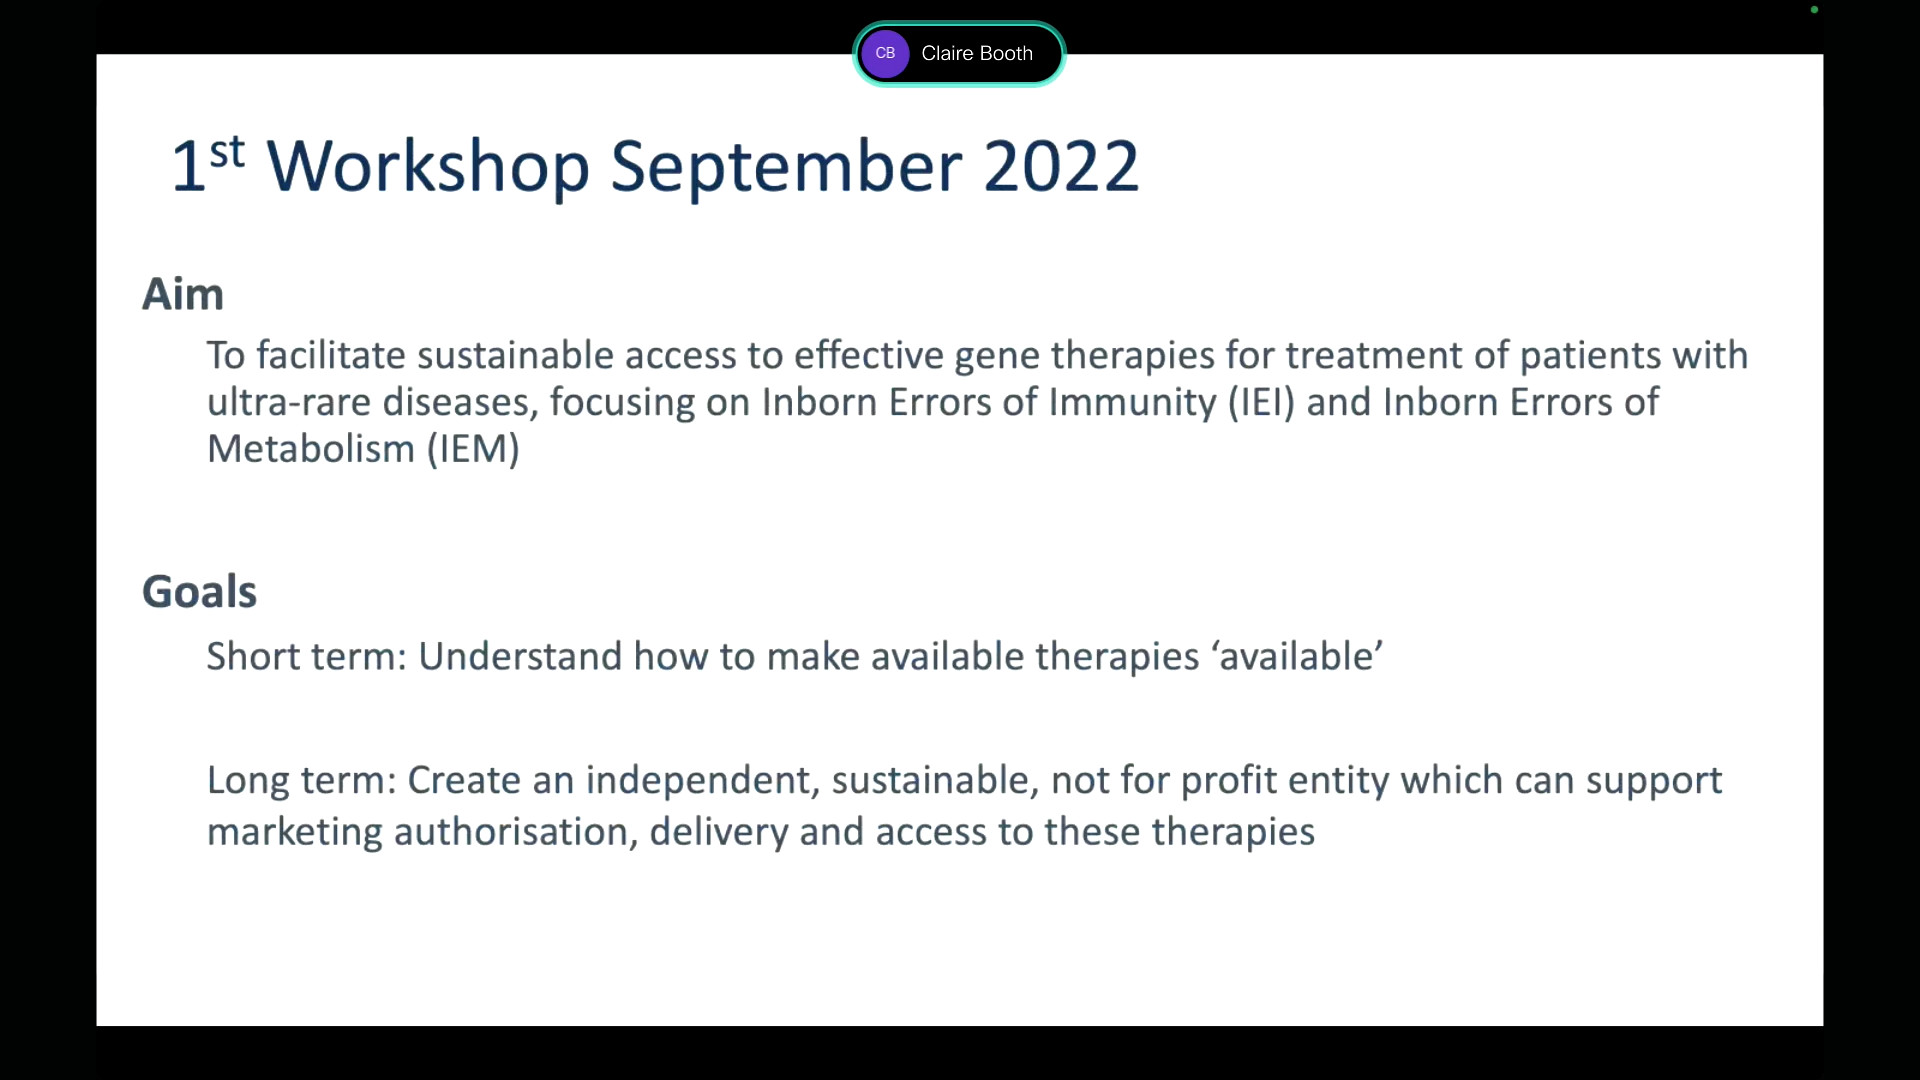 CB Claire Booth
1st Workshop September 2022
Aim
To facilitate sustainable access to effective gene therapies for treatment of patients with
ultra-rare diseases, focusing on Inborn Errors of Immunity (IEI) and Inborn Errors of
Metabolism (IEM)
Goals
Short term: Understand how to make available therapies ‘available’
Long term: Create an independent, sustainable, not for profit entity which can support
marketing authorisation, delivery and access to these therapies